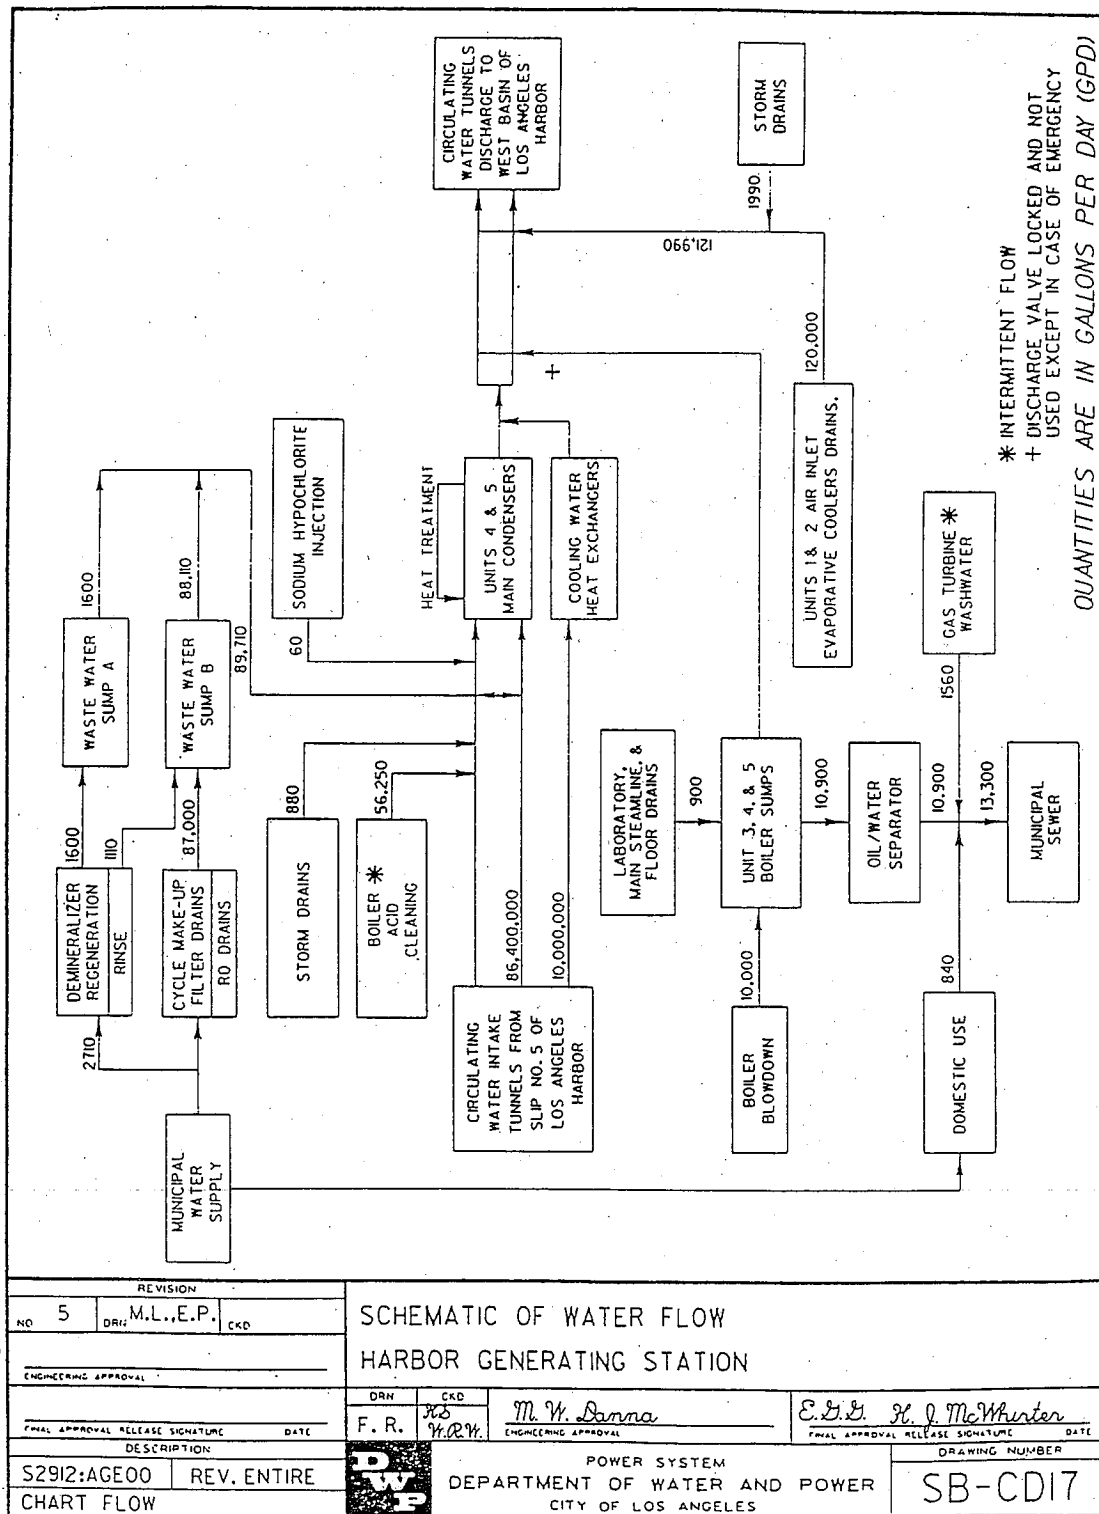 MUNICIPAL
WATER
SUPPLY
2710
DEMINERALIZER
REGENERATION
RINSE
1600
1110
CYCLE MAKE-UP
FILTER DRAINS
RO DRAINS
87,000
WASTE WATER
SUMP A
1600
WASTE WATER
SUMP B
88,110
89,710
STORM DRAINS
880
BOILER *
ACID
CLEANING
56,250
SODIUM HYPOCHLORITE
INJECTION
60
CIRCULATING
WATER INTAKE
TUNNELS FROM
SLIP NO. 5 OF
LOS ANGELES
HARBOR
86,400,000
10,000,000
HEAT TREATMENT
UNITS 4 & 5
MAIN CONDENSERS
COOLING WATER
HEAT EXCHANGERS
+
CIRCULATING
WATER TUNNELS
DISCHARGE TO
WEST BASIN OF
LOS ANGELES
HARBOR
121,990
1990
STORM
DRAINS
120,000
UNITS 1 & 2 AIR INLET
EVAPORATIVE COOLERS DRAINS.
LABORATORY,
MAIN STEAMLINE, &
FLOOR DRAINS
900
BOILER
BLOWDOWN
10,000
UNIT 3, 4, & 5
BOILER SUMPS
10,900
OIL/WATER
SEPARATOR
10,900
GAS TURBINE *
WASHWATER
1560
DOMESTIC USE
840
13,300
MUNICIPAL
SEWER
* INTERMITTENT FLOW
+ DISCHARGE VALVE LOCKED AND NOT
USED EXCEPT IN CASE OF EMERGENCY
QUANTITIES ARE IN GALLONS PER DAY (GPD)
REVISION
NO 5 DRN M.L.,E.P. CKD
ENGINEERING APPROVAL
FINAL APPROVAL RELEASE SIGNATURE DATE
DESCRIPTION
S2912:AGE00 REV. ENTIRE
CHART FLOW
SCHEMATIC OF WATER FLOW
HARBOR GENERATING STATION
DRN CKD
F. R. W.R.W. M. W. Danna E.G.G. H. J. McWhirter
ENGINEERING APPROVAL FINAL APPROVAL RELEASE SIGNATURE DATE
DWP
POWER SYSTEM
DEPARTMENT OF WATER AND POWER
CITY OF LOS ANGELES
DRAWING NUMBER
SB-CD17